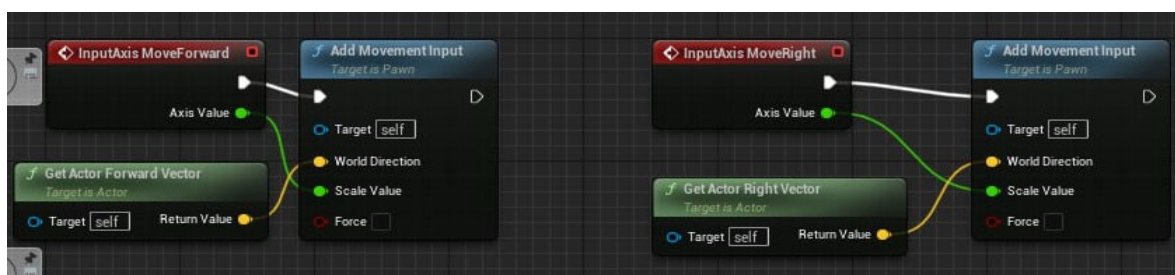 InputAxis MoveForward
Axis Value
f Add Movement Input
Target is Pawn
Target self
World Direction
Scale Value
Force
f Get Actor Forward Vector
Target is Actor
Target self Return Value
InputAxis MoveRight
Axis Value
f Add Movement Input
Target is Pawn
Target self
World Direction
Scale Value
Force
f Get Actor Right Vector
Target is Actor
Target self Return Value